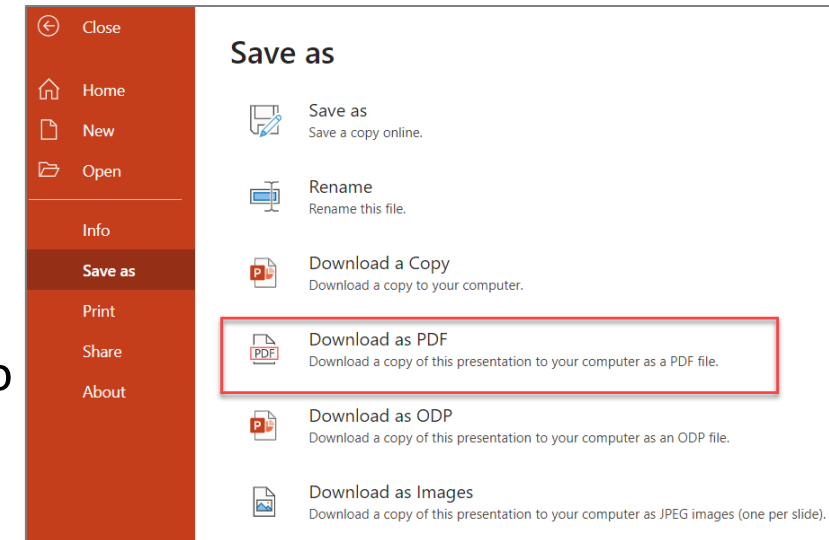 Close
Home
New
Open
Info
Save as
Print
Share
About
Save as
Save as
Save a copy online.
Rename
Rename this file.
Download a Copy
Download a copy to your computer.
PDF
Download as PDF
Download a copy of this presentation to your computer as a PDF file.
Download as ODP
Download a copy of this presentation to your computer as an ODP file.
Download as Images
Download a copy of this presentation to your computer as JPEG images (one per slide).